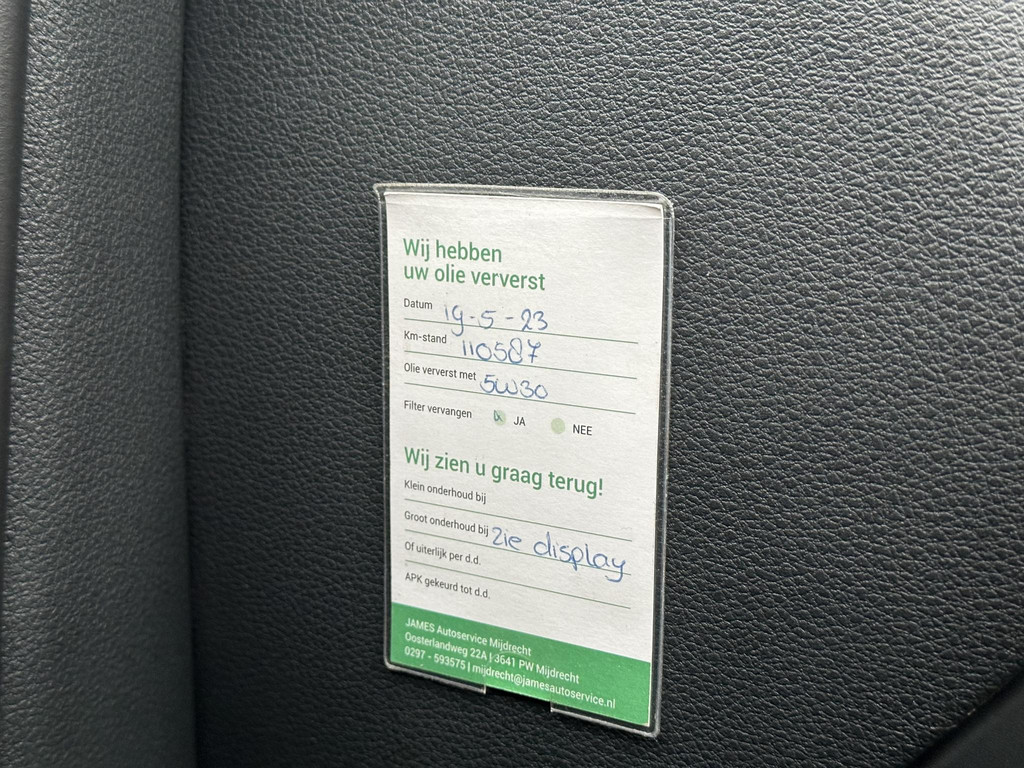 Wij hebben
uw olie ververst
Datum 19-5-23
Km-stand 110587
Olie ververst met 5W30
Filter vervangen JA NEE
Wij zien u graag terug!
Klein onderhoud bij
Groot onderhoud bij zie display
Of uiterlijk per d.d.
APK gekeurd tot d.d.
JAMES Autoservice Mijdrecht
Oosterlandweg 22A | 3641 PW Mijdrecht
0297 - 593575 | mijdrecht@jamesautoservice.nl